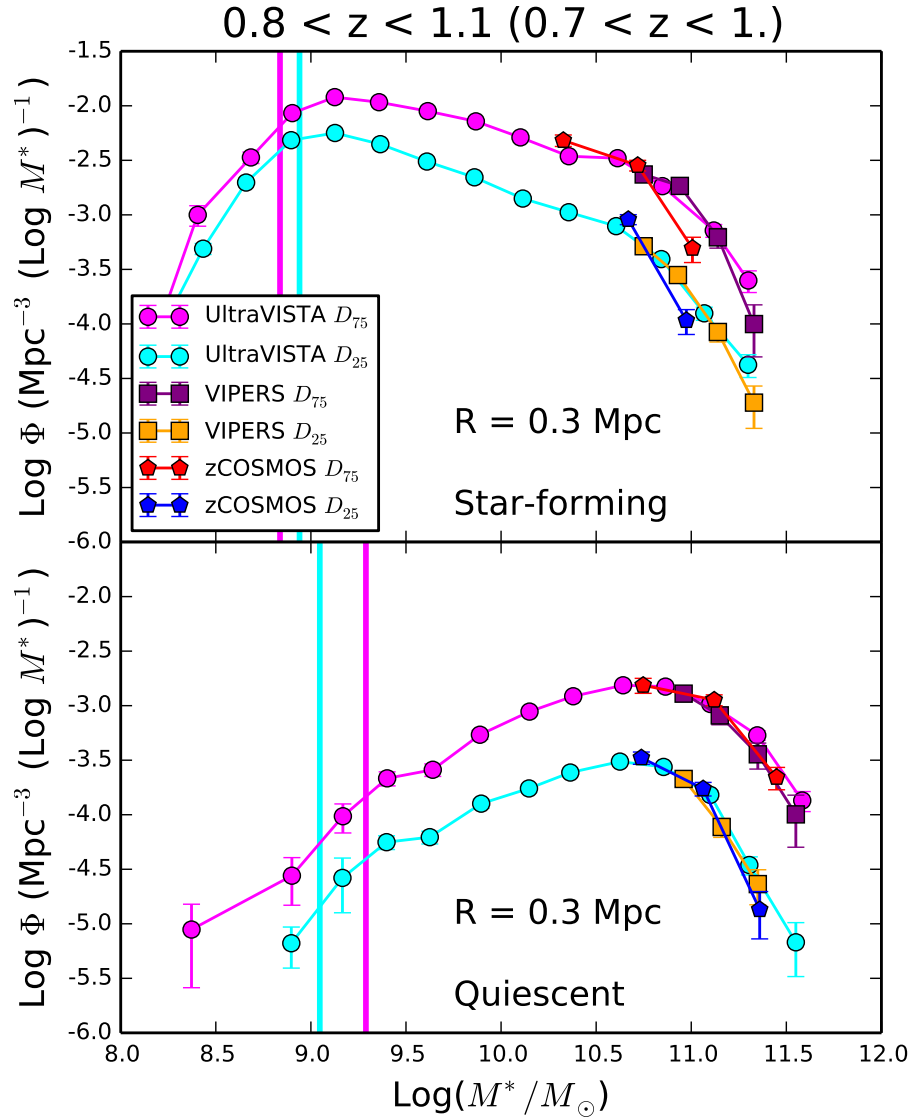 0.8 < z < 1.1 (0.7 < z < 1.)
Log Φ (Mpc⁻³ (Log M*)⁻¹
-1.5
-2.0
-2.5
-3.0
-3.5
-4.0
-4.5
-5.0
-5.5
-6.0
UltraVISTA D₇₅
UltraVISTA D₂₅
VIPERS D₇₅
VIPERS D₂₅
zCOSMOS D₇₅
zCOSMOS D₂₅
R = 0.3 Mpc
Star-forming
Log Φ (Mpc⁻³ (Log M*)⁻¹
-2.0
-2.5
-3.0
-3.5
-4.0
-4.5
-5.0
-5.5
-6.0
R = 0.3 Mpc
Quiescent
8.0 8.5 9.0 9.5 10.0 10.5 11.0 11.5 12.0
Log(M*/M⊙)